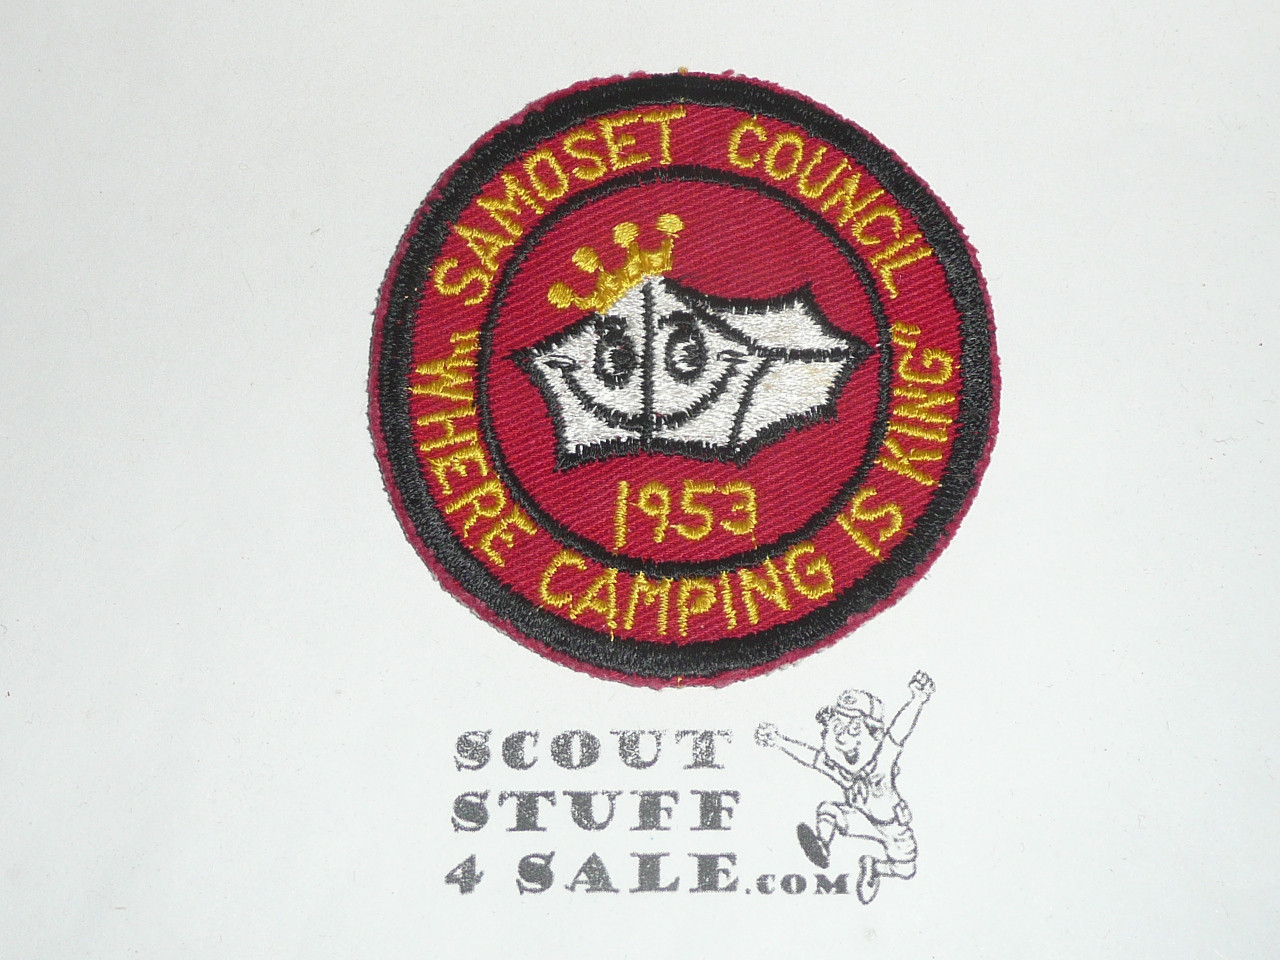 SAMOSET COUNCIL
"WHERE CAMPING IS KING"
1953
SCOUT
STUFF
4 SALE.COM